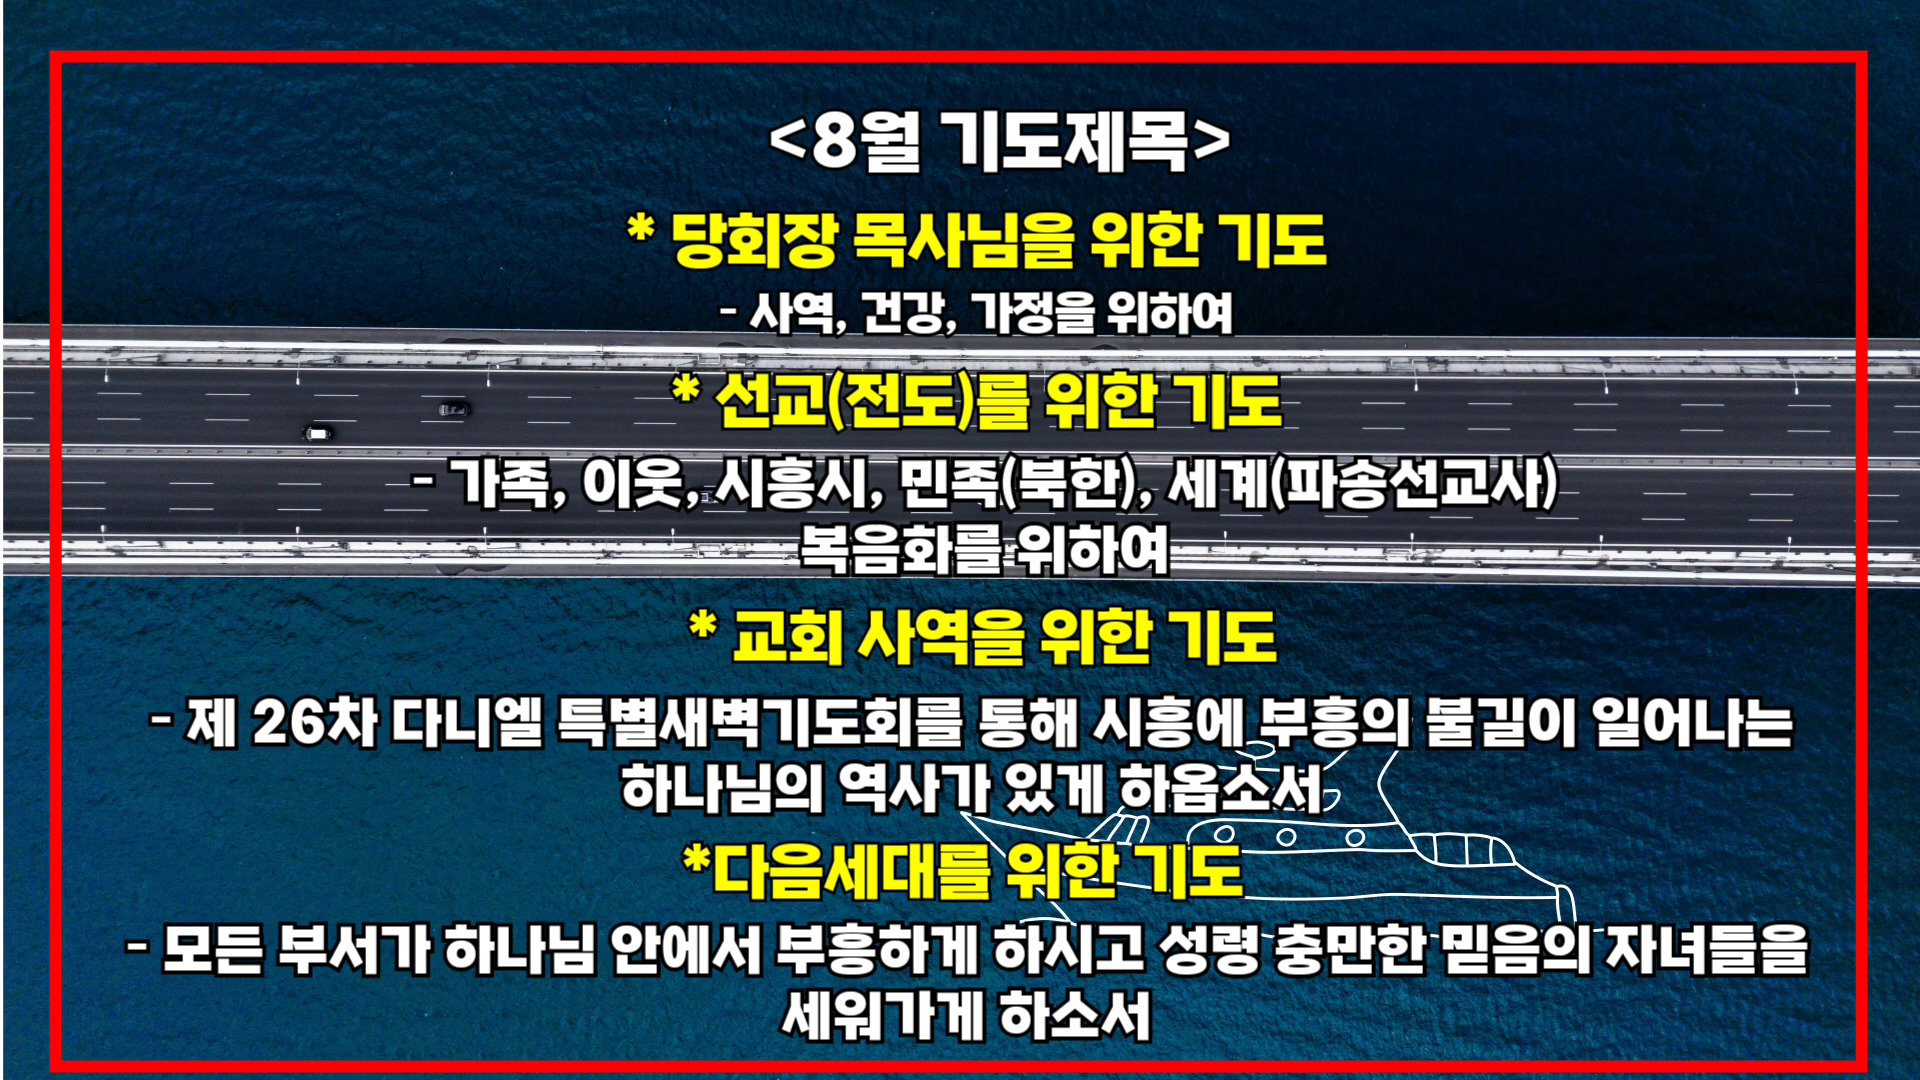 <8월 기도제목>
* 당회장 목사님을 위한 기도
- 사역, 건강, 가정을 위하여
* 선교(전도)를 위한 기도
- 가족, 이웃, 시흥시, 민족(북한), 세계(파송선교사)
복음화를 위하여
* 교회 사역을 위한 기도
- 제 26차 다니엘 특별새벽기도회를 통해 시흥에 부흥의 불길이 일어나는
하나님의 역사가 있게 하옵소서
*다음세대를 위한 기도
- 모든 부서가 하나님 안에서 부흥하게 하시고 성령 충만한 믿음의 자녀들을
세워가게 하소서